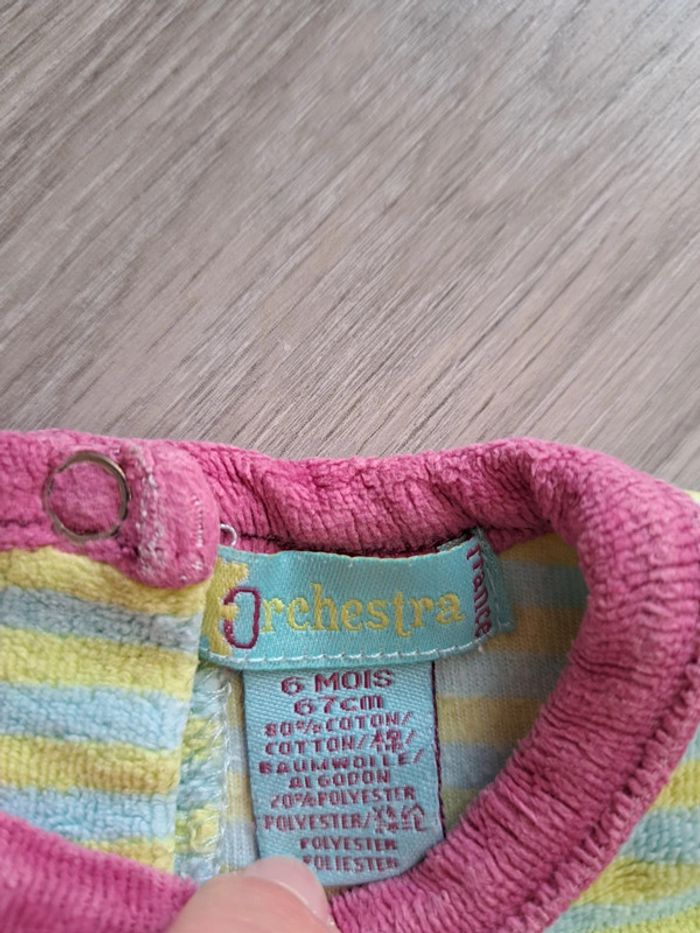 Orchestra
France
6 MOIS
67cm
80%COTON/
COTTON/
BAUMWOLLE/
ALGODON
20%POLYESTER
POLYESTER/
POLYESTER
POLIESTER